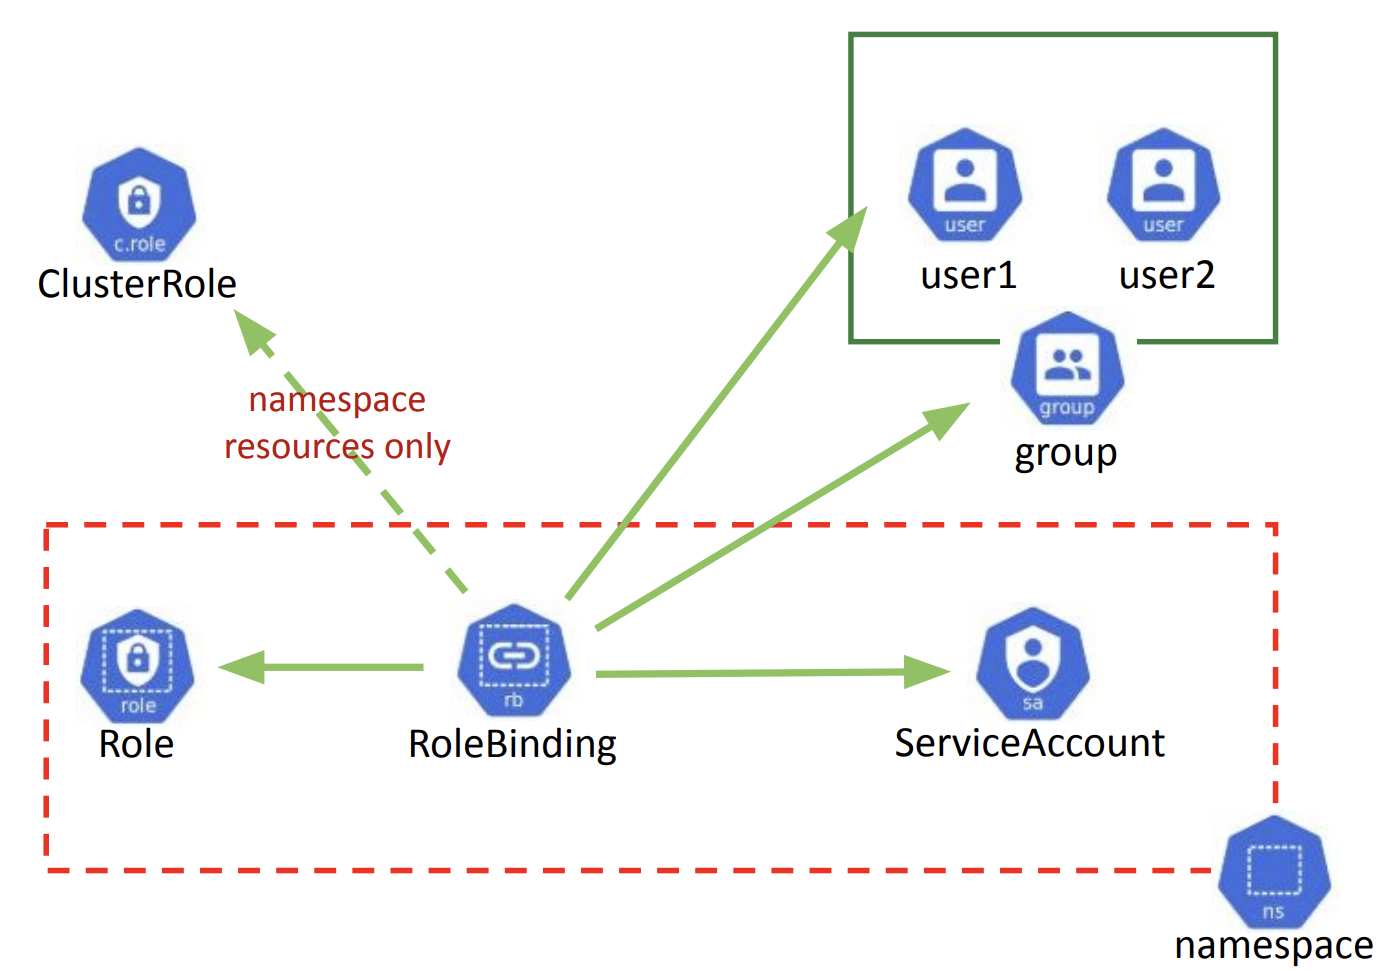 user
user
user1
user2
c.role
ClusterRole
group
group
namespace
resources only
role
Role
rb
RoleBinding
sa
ServiceAccount
ns
namespace